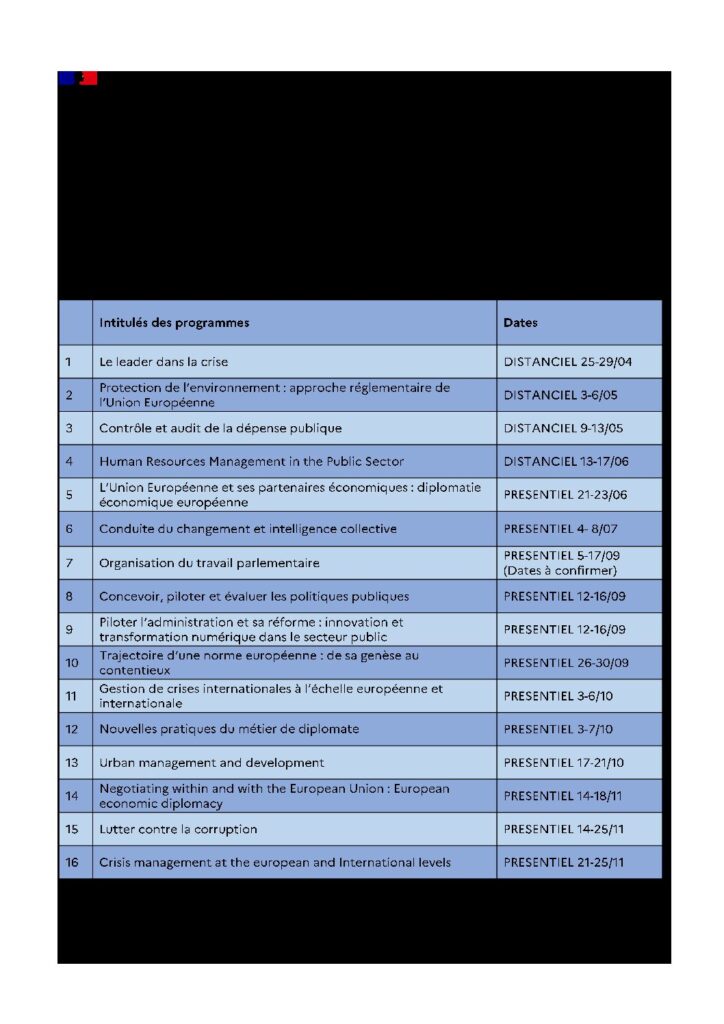 Intitulés des programmes Dates
1 Le leader dans la crise DISTANCIEL 25-29/04
2 Protection de l'environnement : approche réglementaire de
l'Union Européenne DISTANCIEL 3-6/05
3 Contrôle et audit de la dépense publique DISTANCIEL 9-13/05
4 Human Resources Management in the Public Sector DISTANCIEL 13-17/06
5 L'Union Européenne et ses partenaires économiques : diplomatie
économique européenne PRESENTIEL 21-23/06
6 Conduite du changement et intelligence collective PRESENTIEL 4- 8/07
7 Organisation du travail parlementaire PRESENTIEL 5-17/09
(Dates à confirmer)
8 Concevoir, piloter et évaluer les politiques publiques PRESENTIEL 12-16/09
9 Piloter l'administration et sa réforme : innovation et
transformation numérique dans le secteur public PRESENTIEL 12-16/09
10 Trajectoire d'une norme européenne : de sa genèse au
contentieux PRESENTIEL 26-30/09
11 Gestion de crises internationales à l'échelle européenne et
internationale PRESENTIEL 3-6/10
12 Nouvelles pratiques du métier de diplomate PRESENTIEL 3-7/10
13 Urban management and development PRESENTIEL 17-21/10
14 Negotiating within and with the European Union : European
economic diplomacy PRESENTIEL 14-18/11
15 Lutter contre la corruption PRESENTIEL 14-25/11
16 Crisis management at the european and International levels PRESENTIEL 21-25/11